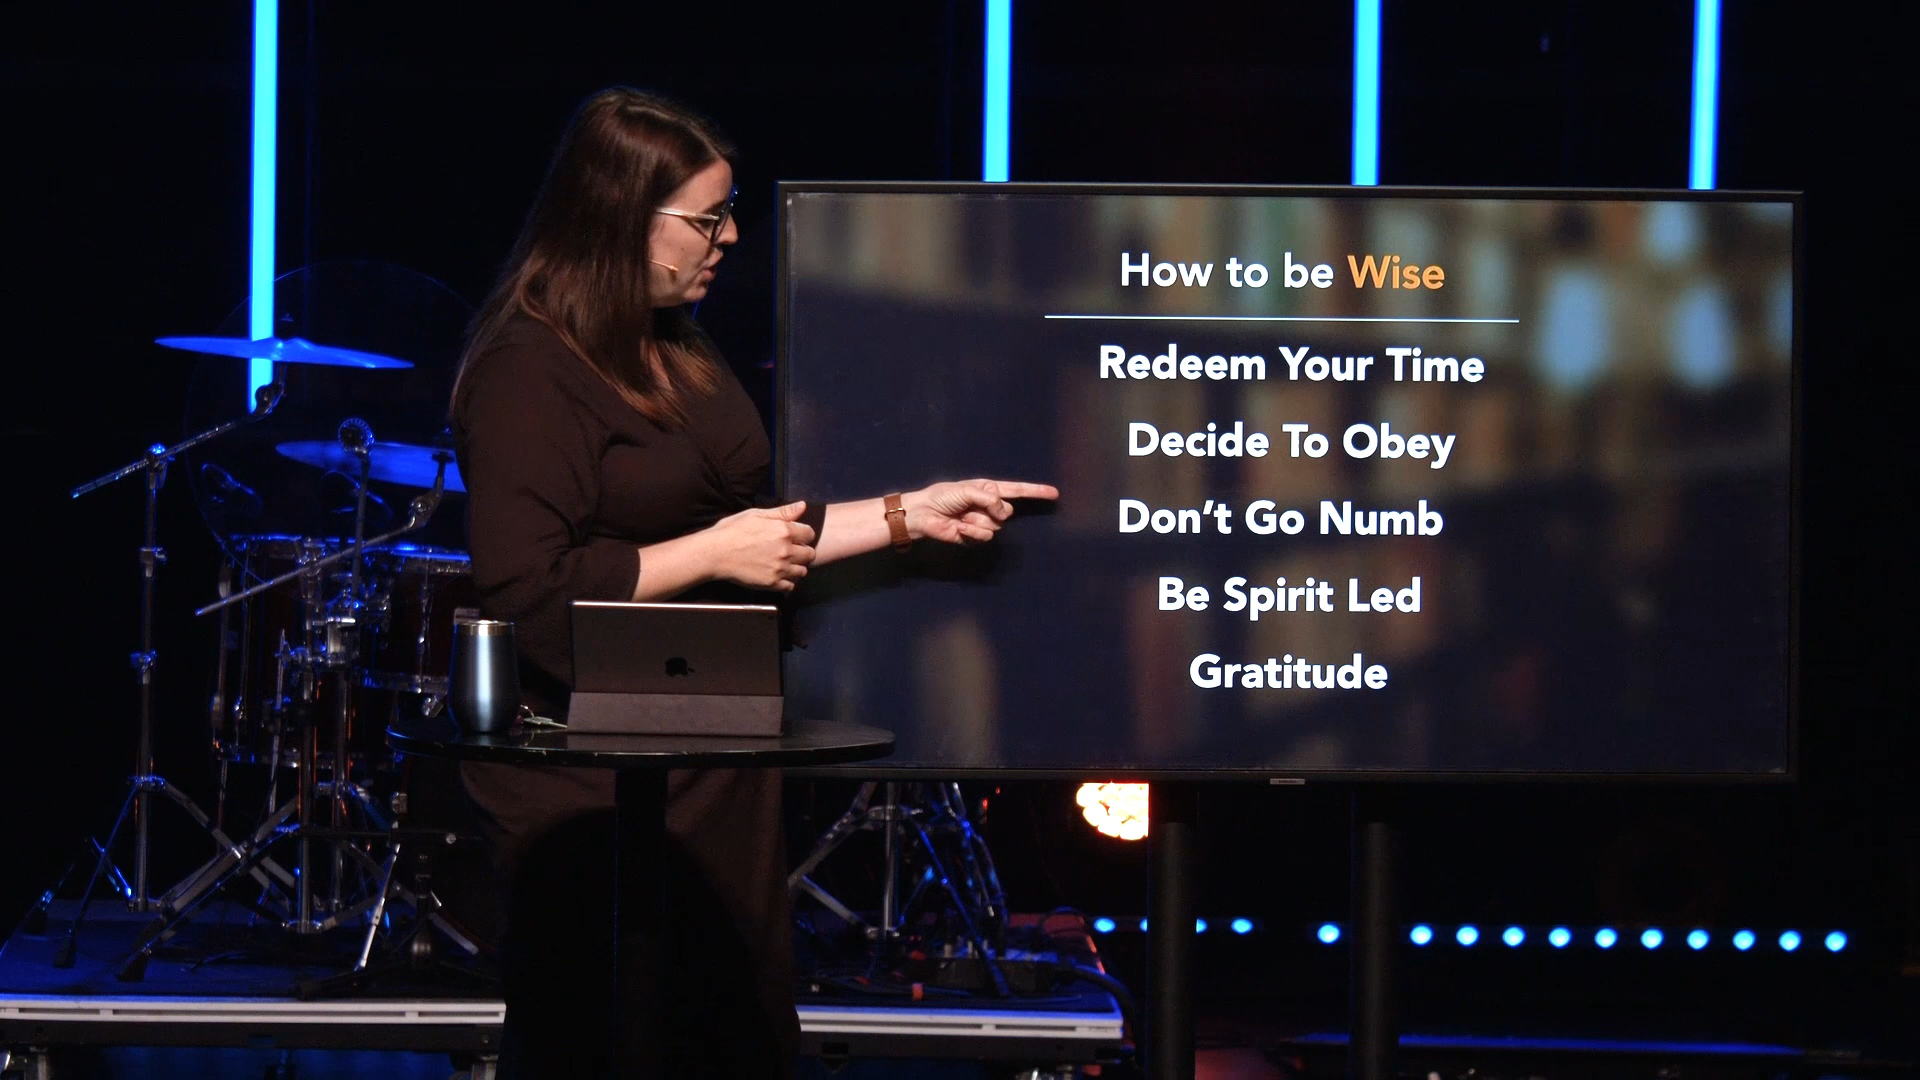 How to be Wise
Redeem Your Time
Decide To Obey
Don’t Go Numb
Be Spirit Led
Gratitude